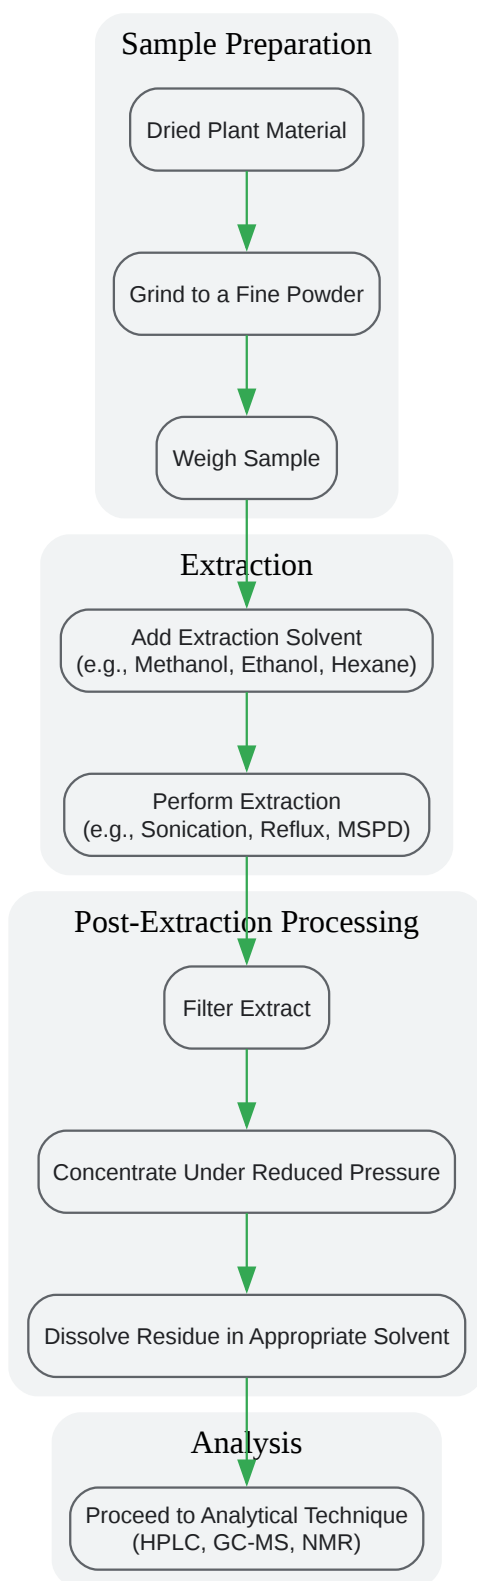 Sample Preparation
Dried Plant Material
Grind to a Fine Powder
Weigh Sample
Extraction
Add Extraction Solvent
(e.g., Methanol, Ethanol, Hexane)
Perform Extraction
(e.g., Sonication, Reflux, MSPD)
Post-Extraction Processing
Filter Extract
Concentrate Under Reduced Pressure
Dissolve Residue in Appropriate Solvent
Analysis
Proceed to Analytical Technique
(HPLC, GC-MS, NMR)